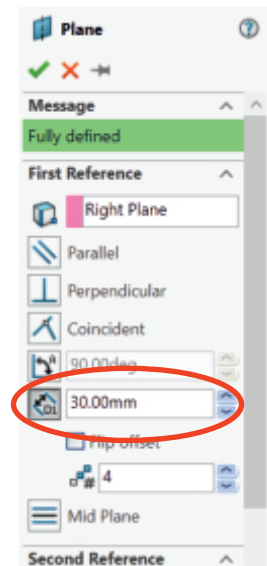 Plane
Message
Fully defined
First Reference
Right Plane
Parallel
Perpendicular
Coincident
90.00deg
D1 30.00mm
Flip offset
# 4
Mid Plane
Second Reference